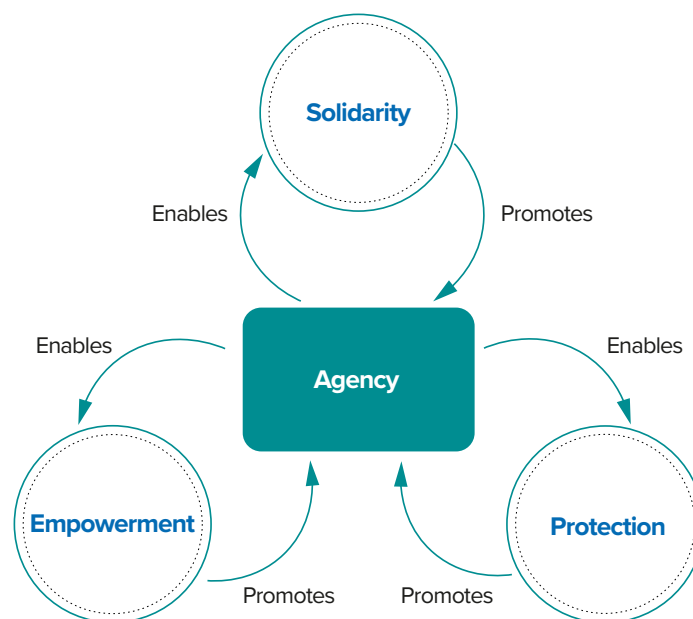 Solidarity
Enables
Promotes
Enables
Agency
Enables
Empowerment
Protection
Promotes
Promotes